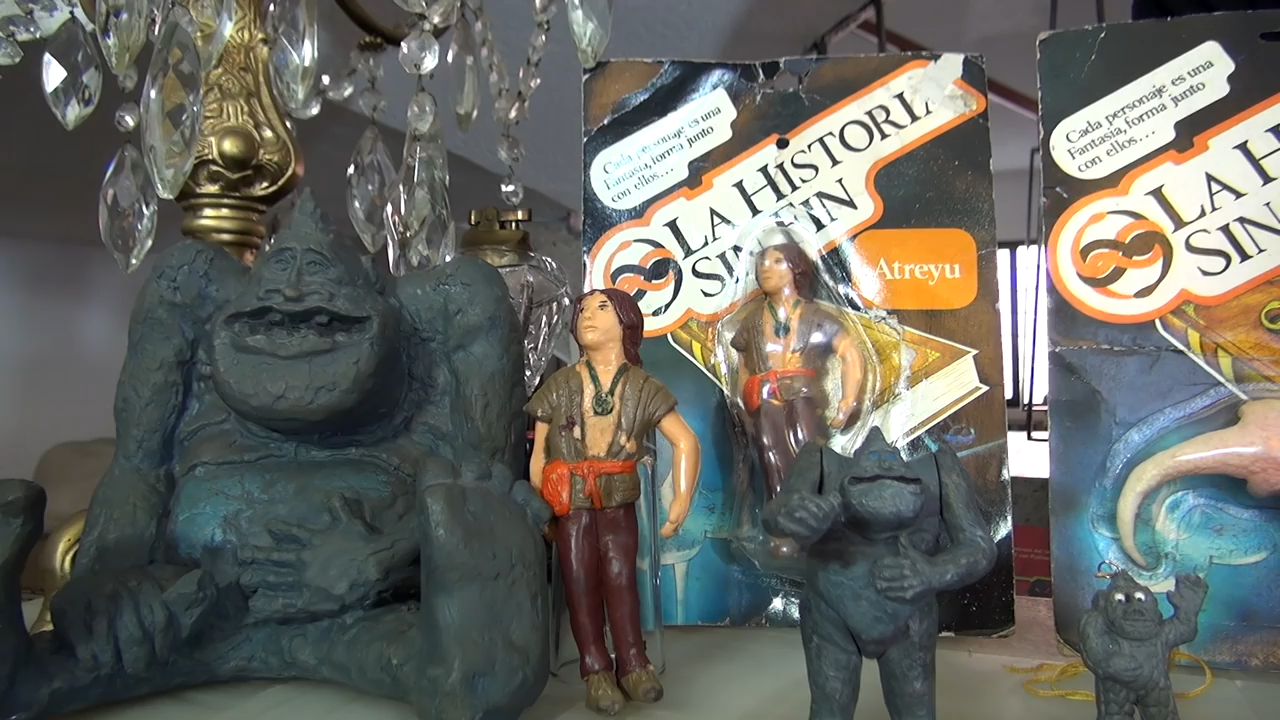 Cada personaje es una
Fantasía, forma junto
con ellos...
LA HISTORIA
SIN FIN
Atreyu
Cada personaje es una
Fantasía, forma junto
con ellos...
LA H
SIN